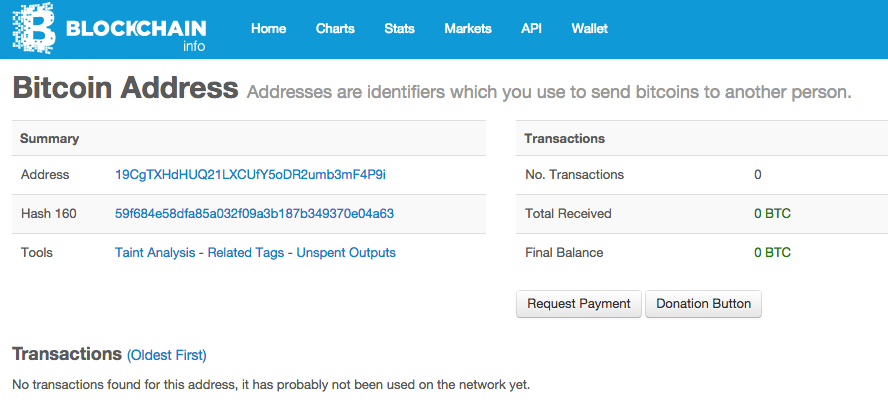 BLOCKCHAIN
info
Home Charts Stats Markets API Wallet
Bitcoin Address Addresses are identifiers which you use to send bitcoins to another person.
Summary
Address 19CgTXHdHUQ21LXCUfY5oDR2umb3mF4P9i
Hash 160 59f684e58dfa85a032f09a3b187b349370e04a63
Tools Taint Analysis - Related Tags - Unspent Outputs
Transactions
No. Transactions 0
Total Received 0 BTC
Final Balance 0 BTC
Request Payment Donation Button
Transactions (Oldest First)
No transactions found for this address, it has probably not been used on the network yet.